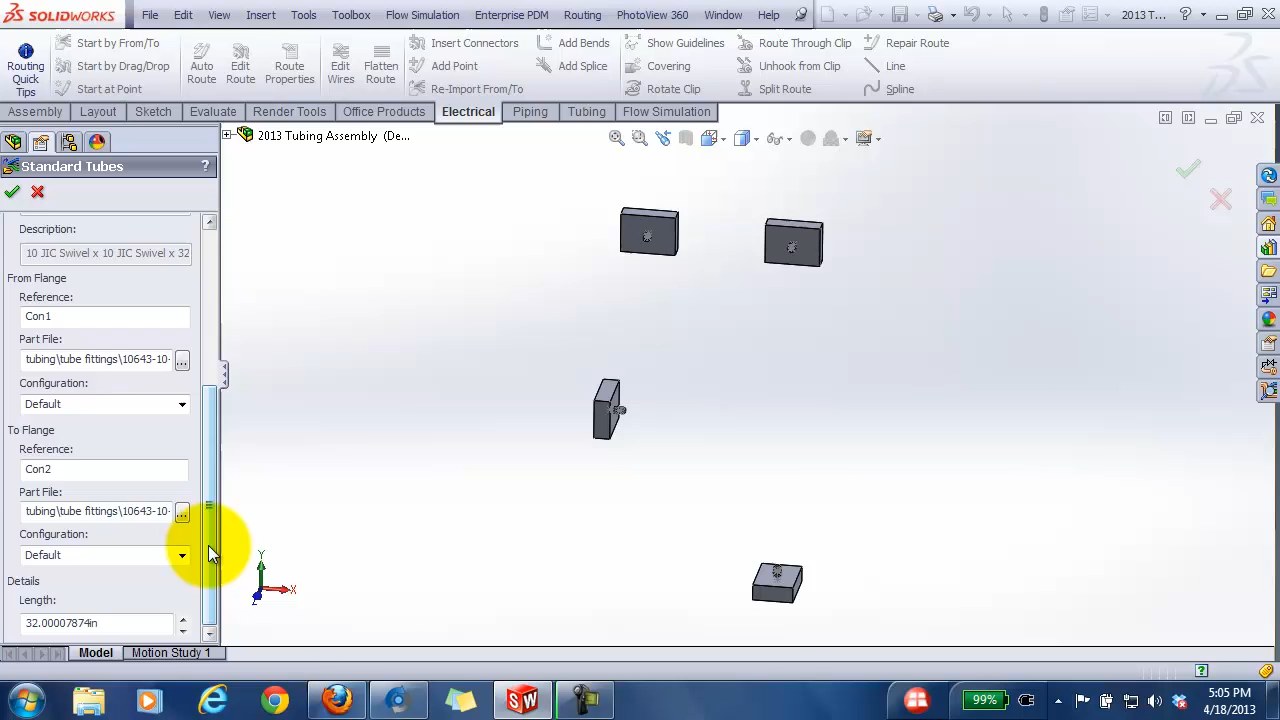 SOLIDWORKS File Edit View Insert Tools Toolbox Flow Simulation Enterprise PDM Routing PhotoView 360 Window Help 2013 T... ?
Routing Quick Tips
Start by From/To
Start by Drag/Drop
Start at Point
Auto Route
Edit Route
Route Properties
Edit Wires
Flatten Route
Insert Connectors
Add Point
Re-Import From/To
Add Bends
Add Splice
Show Guidelines
Covering
Rotate Clip
Route Through Clip
Unhook from Clip
Split Route
Repair Route
Line
Spline
Assembly Layout Sketch Evaluate Render Tools Office Products Electrical Piping Tubing Flow Simulation
2013 Tubing Assembly (De...
Standard Tubes ?
Description:
10 JIC Swivel x 10 JIC Swivel x 32
From Flange
Reference:
Con1
Part File:
tubing\tube fittings\10643-10- ...
Configuration:
Default
To Flange
Reference:
Con2
Part File:
tubing\tube fittings\10643-10- ...
Configuration:
Default
Details
Length:
32.00007874in
Y
X
Z
Model Motion Study 1
?
99%
5:05 PM
4/18/2013